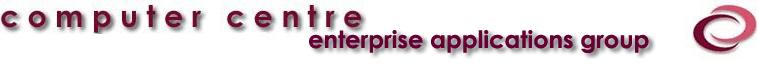 computer centre
enterprise applications group